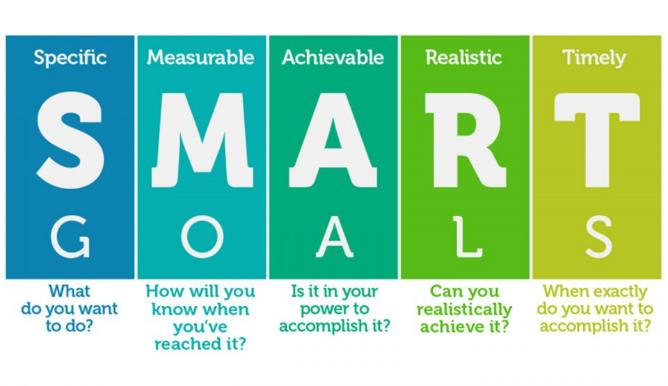 Specific Measurable Achievable Realistic Timely
S M A R T
G O A L S
What
do you want
to do?
How will you
know when
you've
reached it?
Is it in your
power to
accomplish it?
Can you
realistically
achieve it?
When exactly
do you want to
accomplish it?